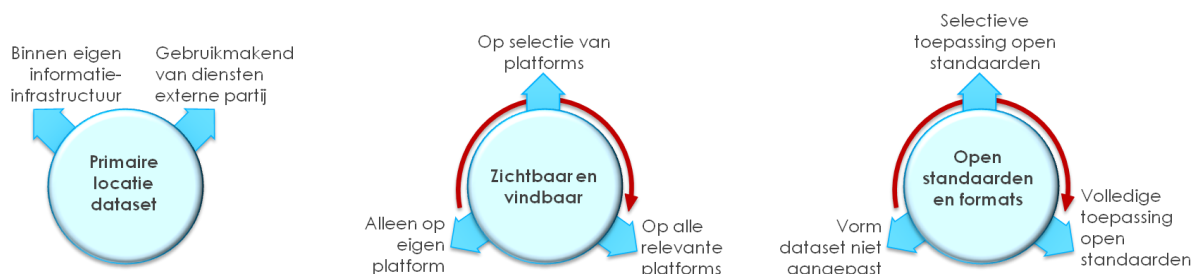 Binnen eigen
informatie-
infrastructuur
Gebruikmakend
van diensten
externe partij
Primaire
locatie
dataset
Op selectie van
platforms
Zichtbaar en
vindbaar
Alleen op
eigen
platform
Op alle
relevante
platforms
Selectieve
toepassing open
standaarden
Open
standaarden
en formats
Vorm
dataset niet
aangepast
Volledige
toepassing
open
standaarden